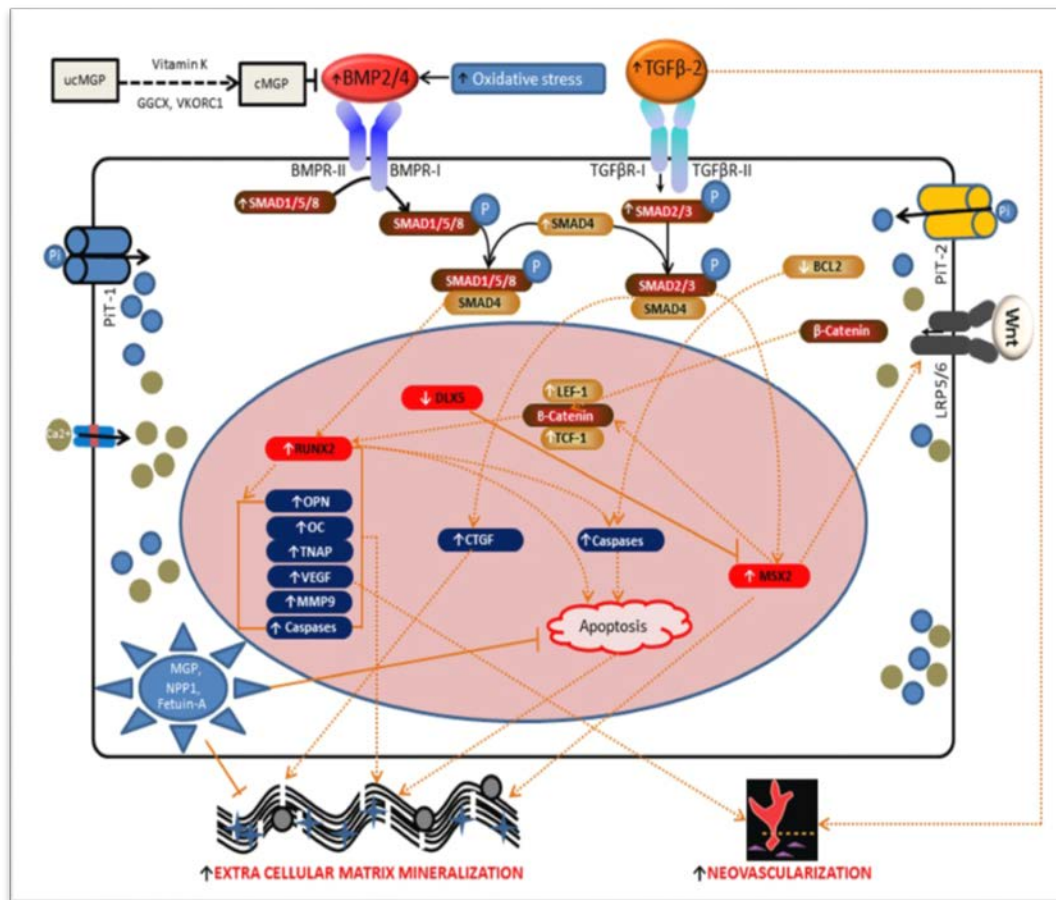 ucMGP
Vitamin K
GGCX, VKORC1
cMGP
↑BMP2/4
↑ Oxidative stress
↑TGFβ-2
BMPR-II
BMPR-I
TGFβR-I
TGFβR-II
↑SMAD1/5/8
SMAD1/5/8
P
↑SMAD4
↑SMAD2/3
P
Pi
PiT-1
Pi
PiT-2
SMAD1/5/8
P
SMAD4
SMAD2/3
P
SMAD4
↓ BCL2
β-Catenin
Wnt
LRP5/6
Ca2+
↓ DLX5
↑LEF-1
β-Catenin
↑TCF-1
↑RUNX2
↑OPN
↑OC
↑TNAP
↑VEGF
↑MMP9
↑ Caspases
↑CTGF
↑Caspases
↑ MSX2
Apoptosis
MGP,
NPP1,
Fetuin-A
↑EXTRA CELLULAR MATRIX MINERALIZATION
↑NEOVASCULARIZATION